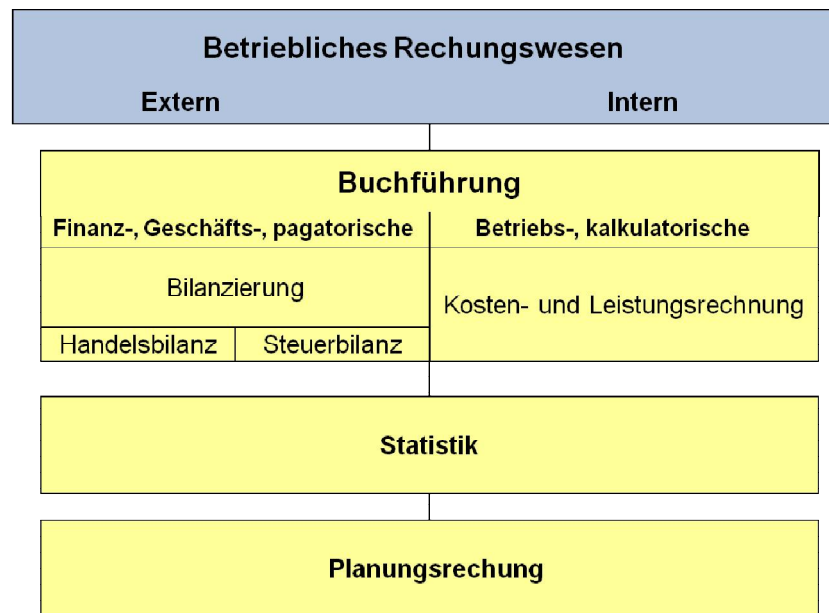 Betriebliches Rechungswesen
Extern Intern
Buchführung
Finanz-, Geschäfts-, pagatorische Betriebs-, kalkulatorische
Bilanzierung
Kosten- und Leistungsrechnung
Handelsbilanz Steuerbilanz
Statistik
Planungsrechung